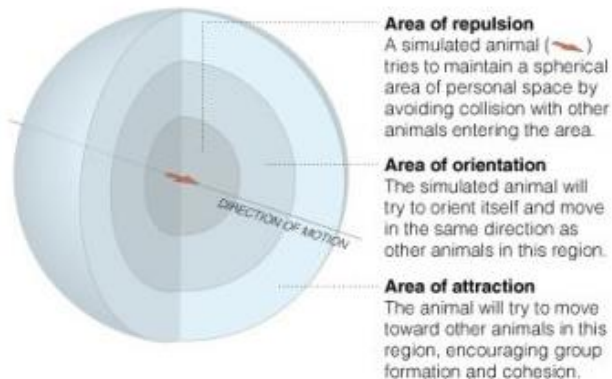 Area of repulsion
A simulated animal ( )
tries to maintain a spherical
area of personal space by
avoiding collision with other
animals entering the area.
Area of orientation
The simulated animal will
try to orient itself and move
in the same direction as
other animals in this region.
DIRECTION OF MOTION
Area of attraction
The animal will try to move
toward other animals in this
region, encouraging group
formation and cohesion.